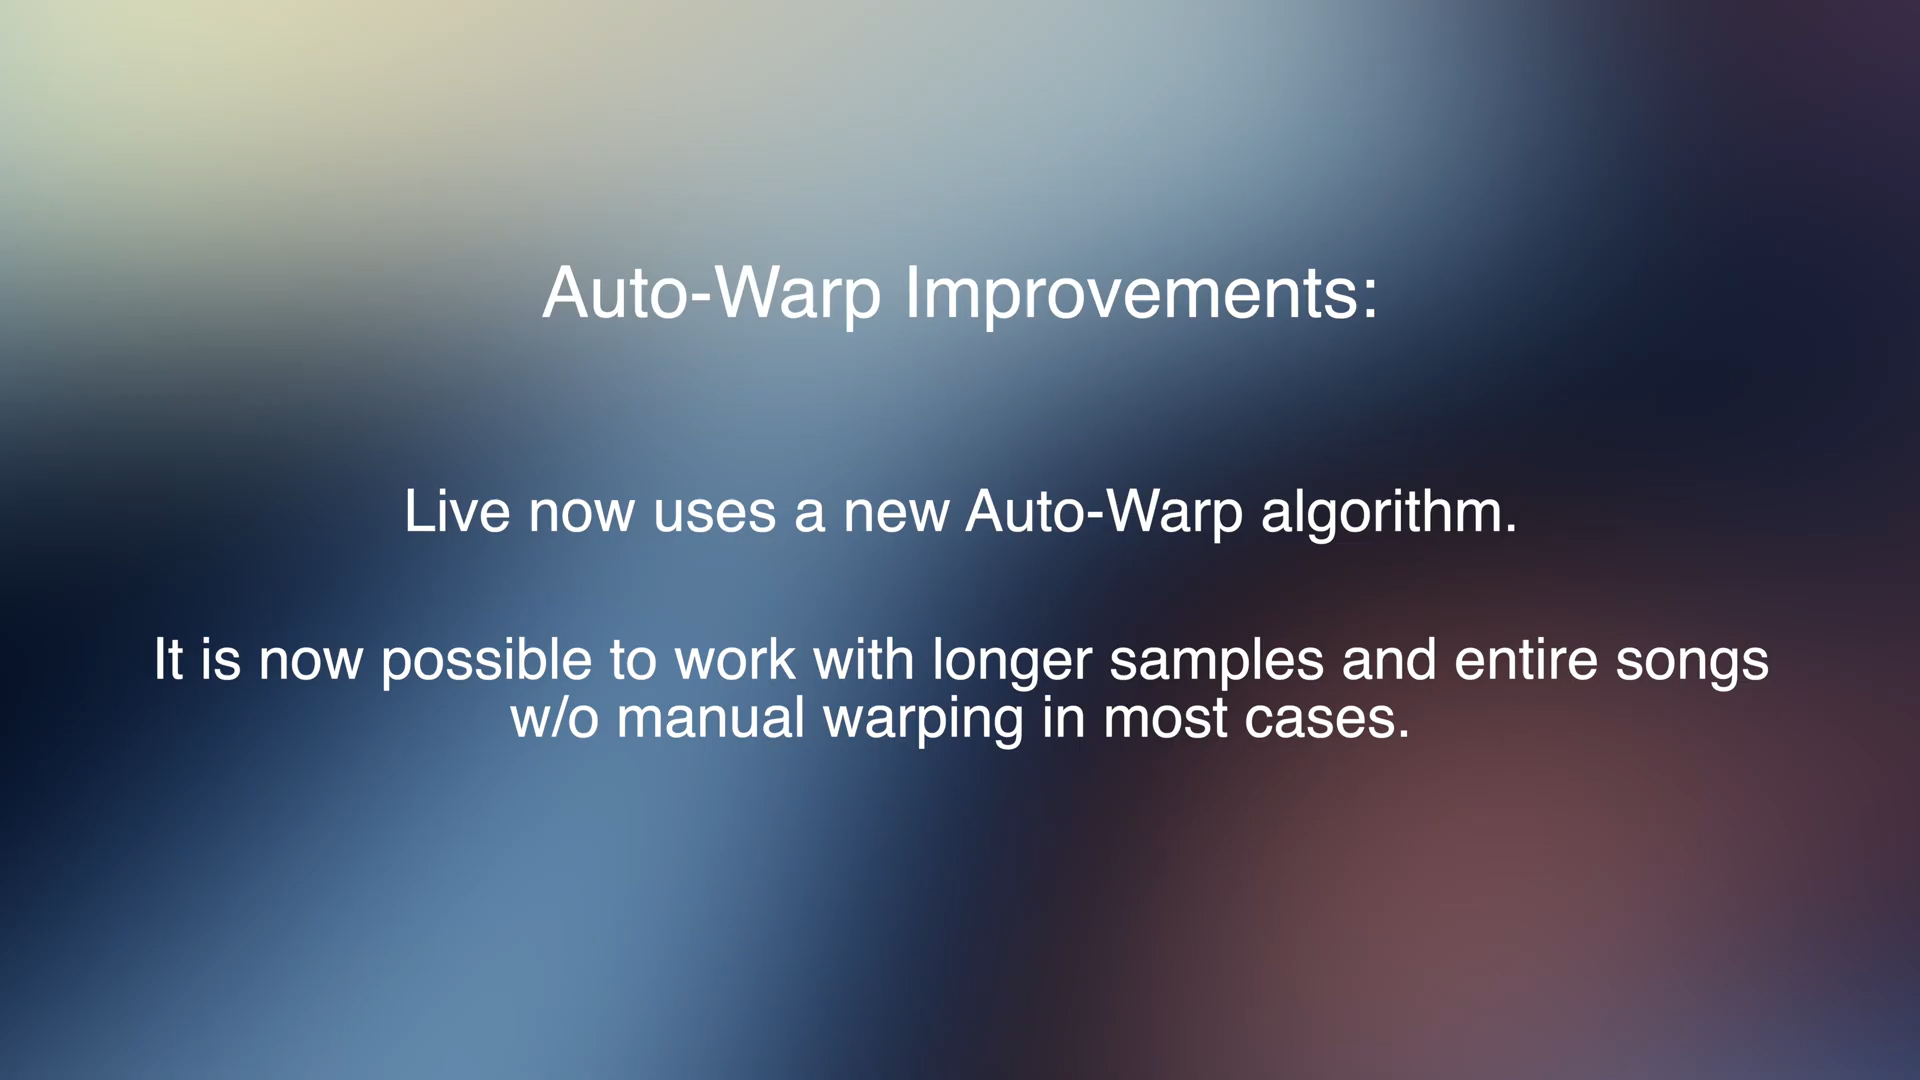 Auto-Warp Improvements:
Live now uses a new Auto-Warp algorithm.
It is now possible to work with longer samples and entire songs
w/o manual warping in most cases.